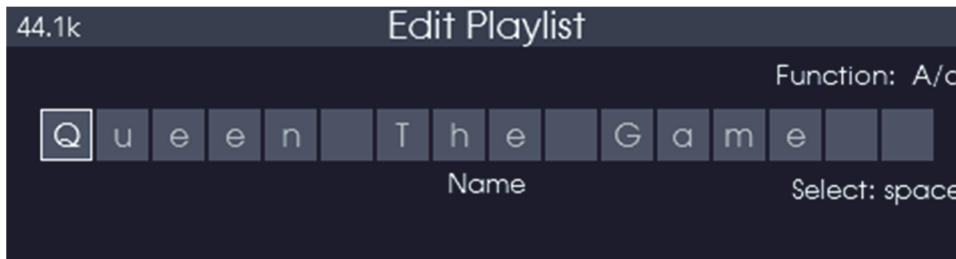 44.1k Edit Playlist
Function: A/
Queen The Game
Name
Select: space